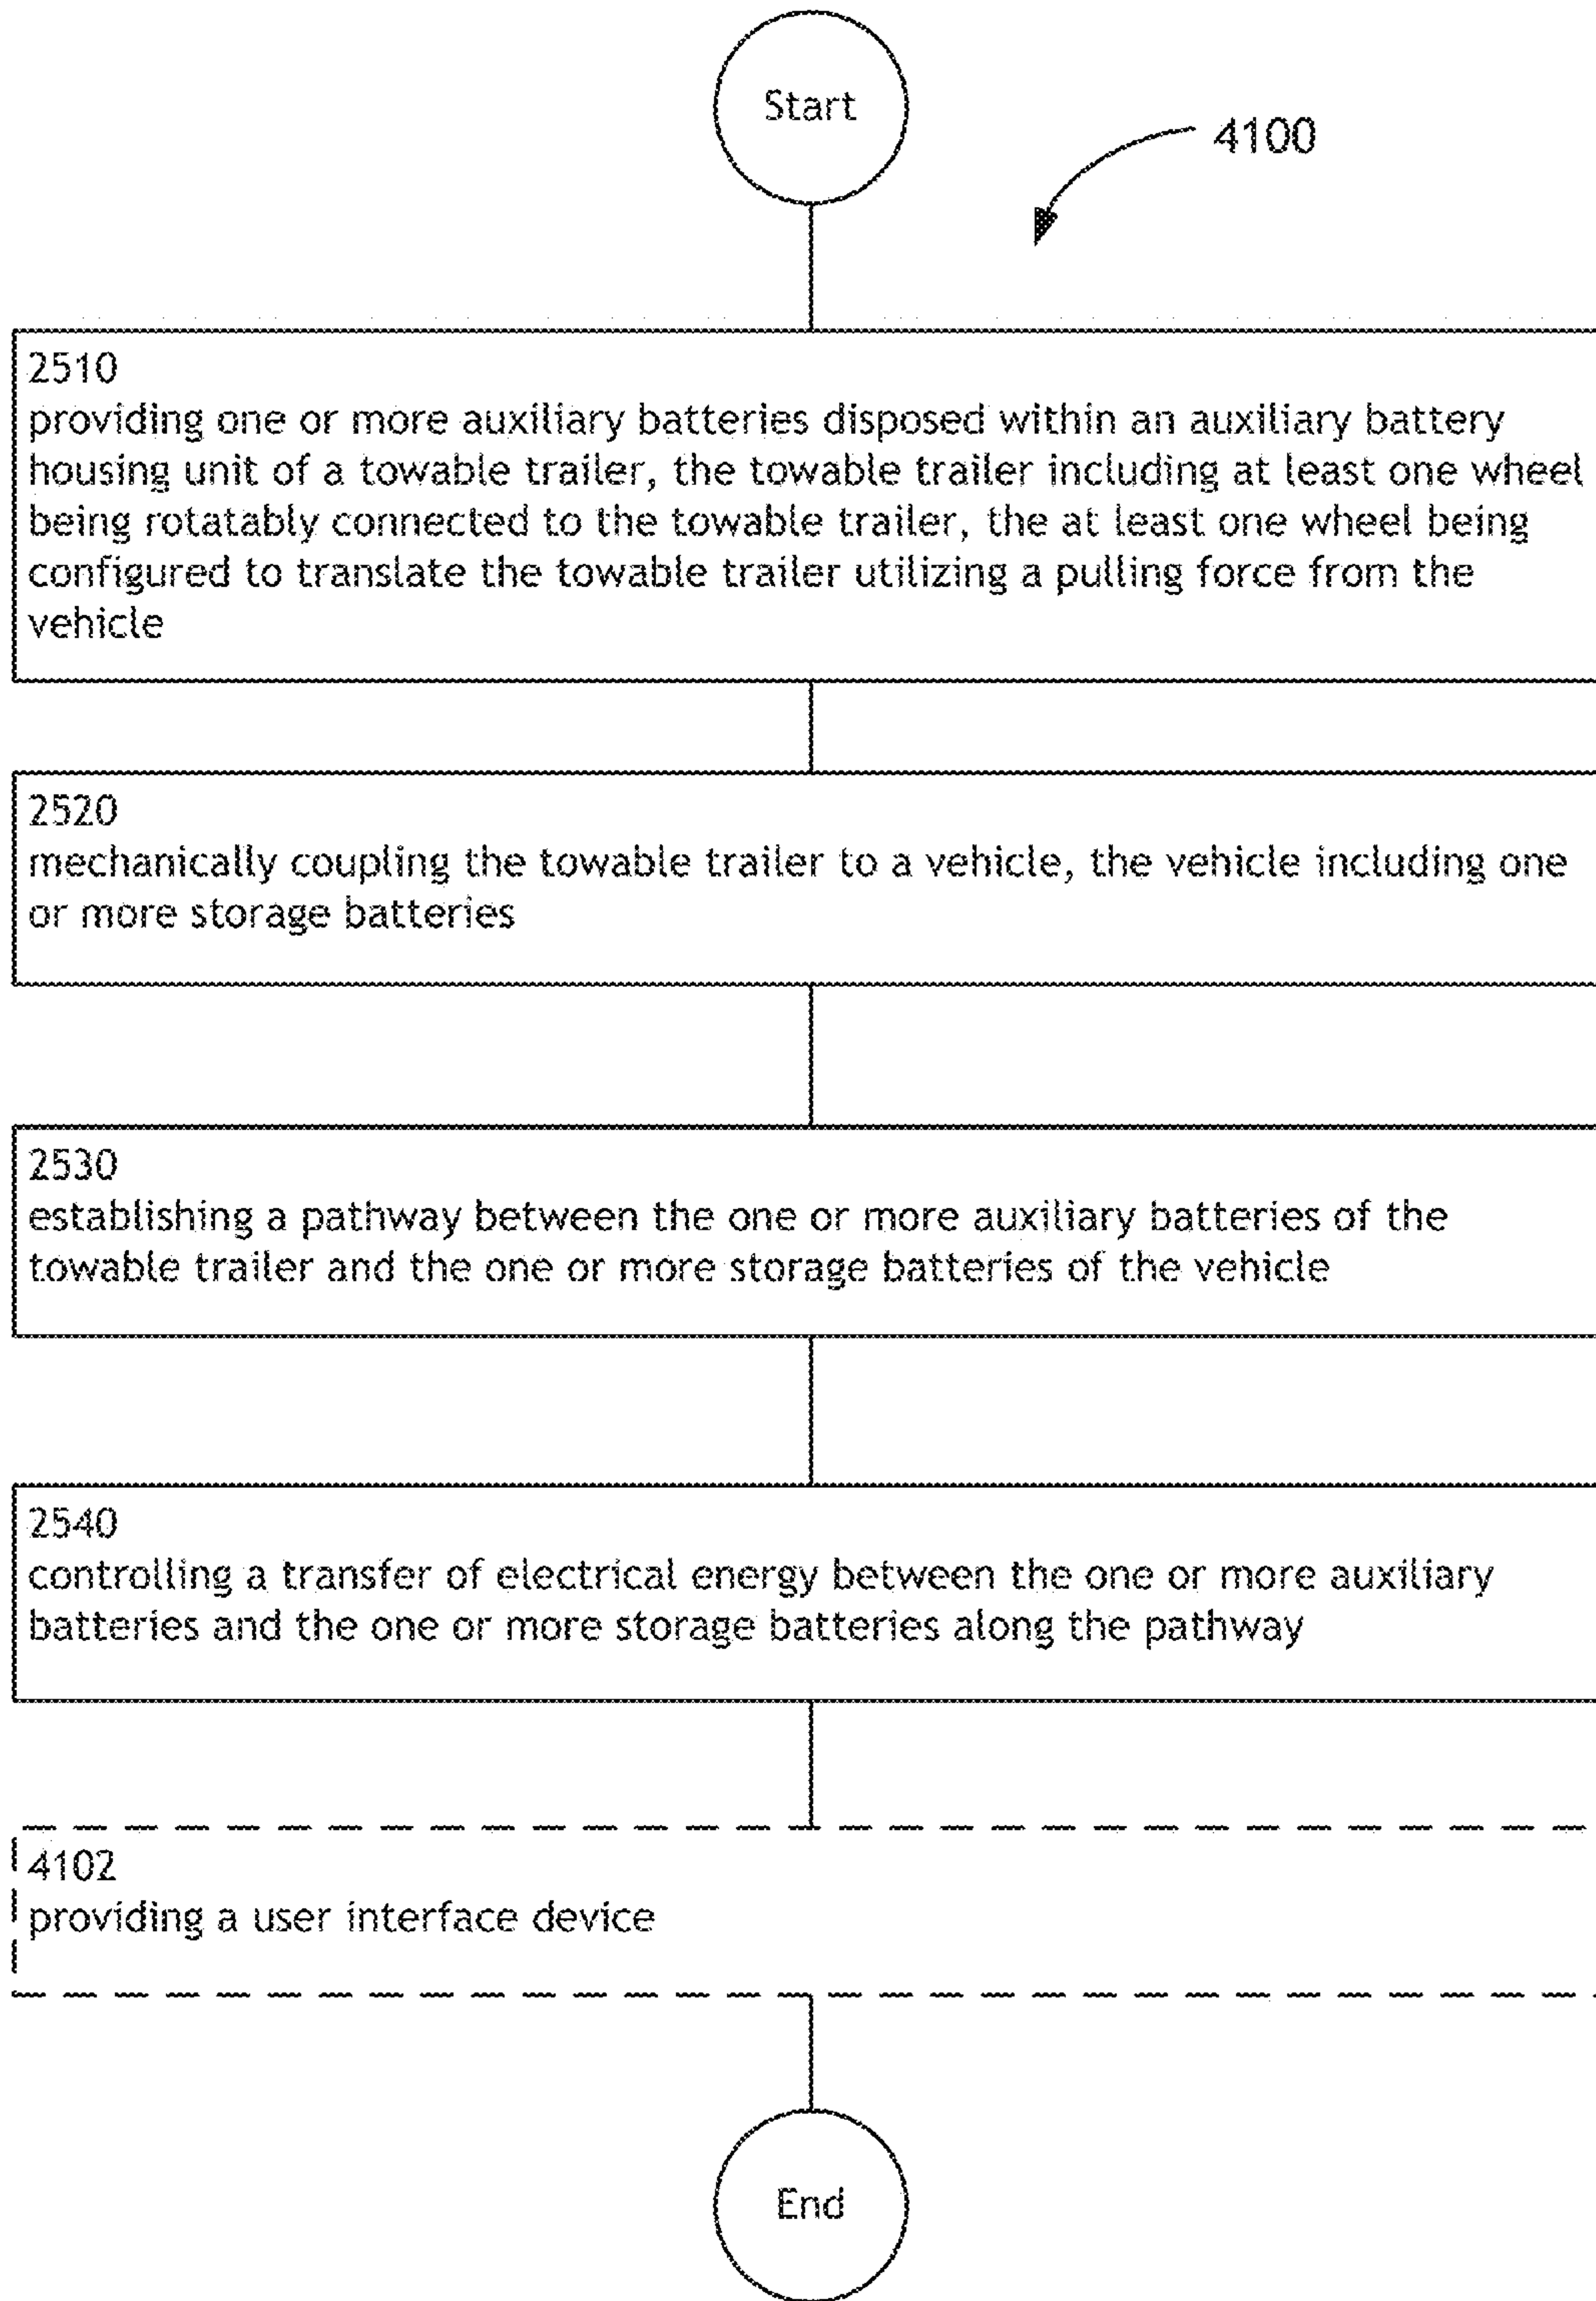 Start
4100
2510
providing one or more auxiliary batteries disposed within an auxiliary battery
housing unit of a towable trailer, the towable trailer including at least one wheel
being rotatably connected to the towable trailer, the at least one wheel being
configured to translate the towable trailer utilizing a pulling force from the
vehicle
2520
mechanically coupling the towable trailer to a vehicle, the vehicle including one
or more storage batteries
2530
establishing a pathway between the one or more auxiliary batteries of the
towable trailer and the one or more storage batteries of the vehicle
2540
controlling a transfer of electrical energy between the one or more auxiliary
batteries and the one or more storage batteries along the pathway
4102
providing a user interface device
End